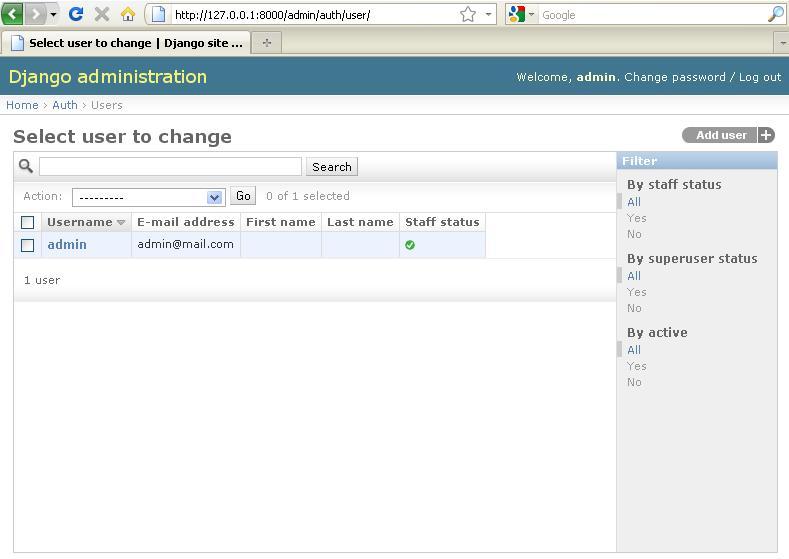 http://127.0.0.1:8000/admin/auth/user/
Google
Select user to change | Django site ...
Django administration
Welcome, admin. Change password / Log out
Home › Auth › Users
Select user to change
Add user
Search
Filter
Action: --------- Go 0 of 1 selected
By staff status
All
Yes
No
Username E-mail address First name Last name Staff status
admin admin@mail.com
1 user
By superuser status
All
Yes
No
By active
All
Yes
No